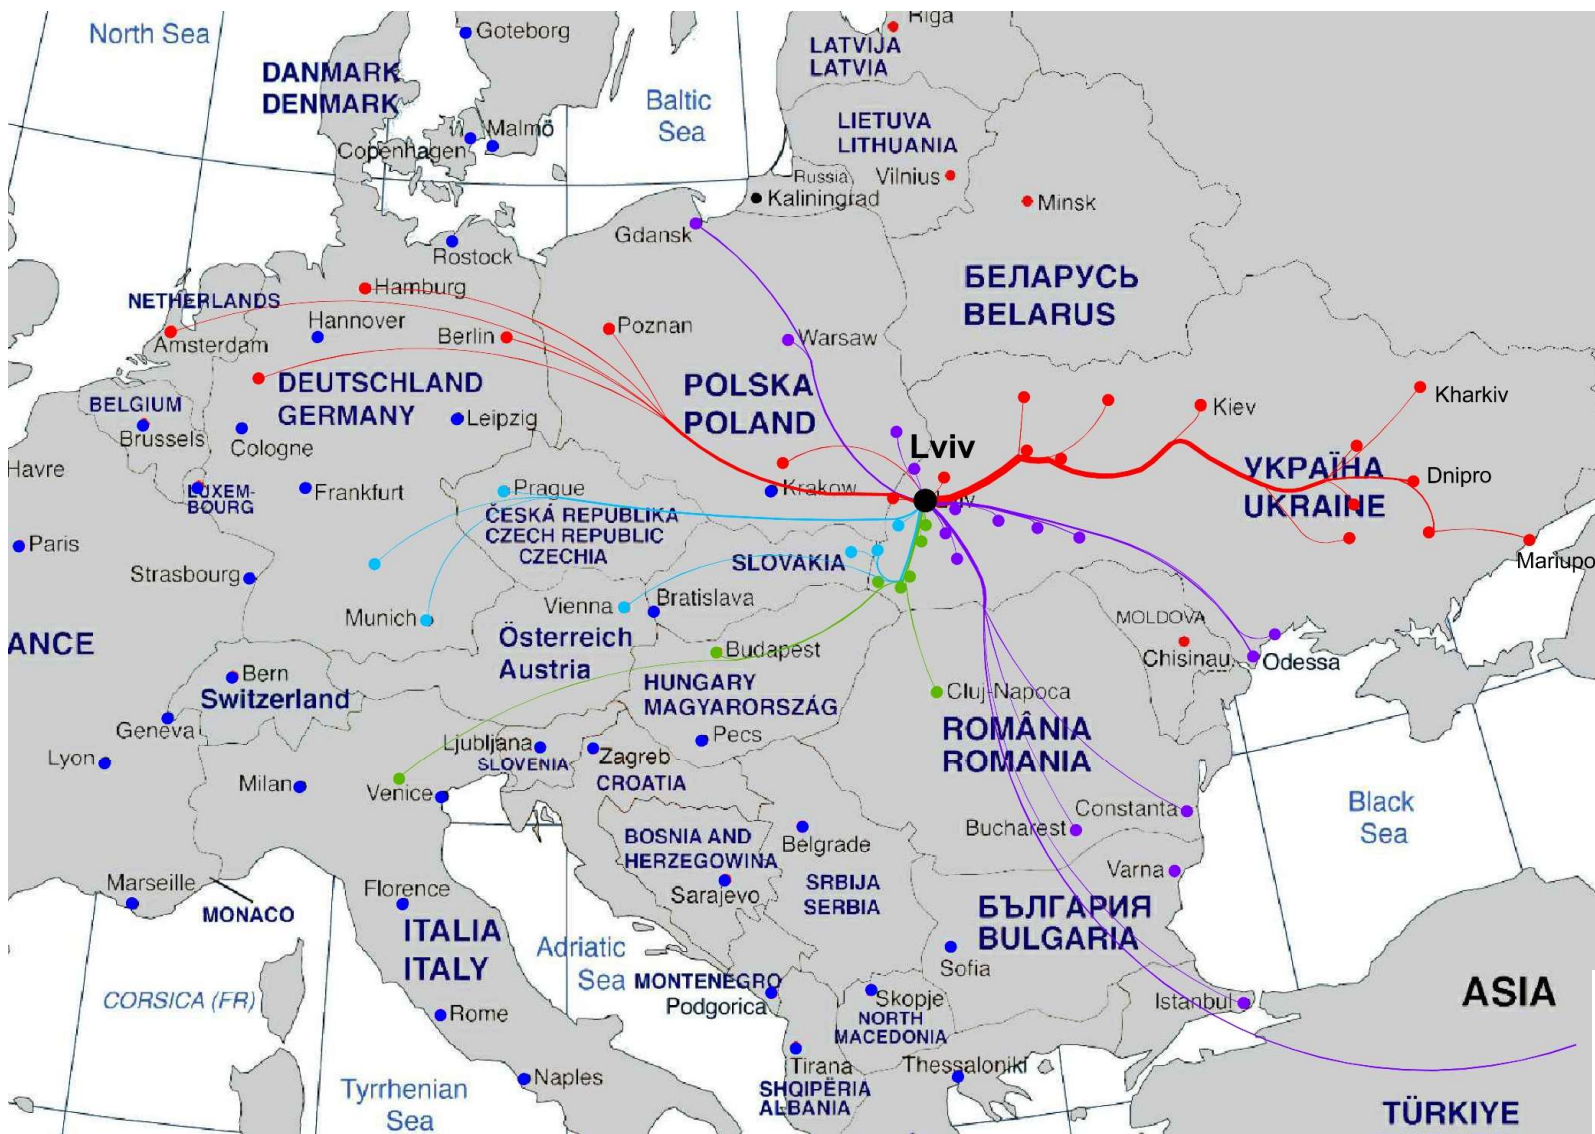 North Sea
Goteborg
Riga
LATVIJA
LATVIA
DANMARK
DENMARK
Baltic
Sea
Malmö
Copenhagen
LIETUVA
LITHUANIA
Russia
Vilnius
Kaliningrad
Minsk
Gdansk
Rostock
БЕЛАРУСЬ
BELARUS
Hamburg
NETHERLANDS
Hannover
Amsterdam
Berlin
Poznan
Warsaw
DEUTSCHLAND
GERMANY
POLSKA
POLAND
BELGIUM
Brussels
Cologne
Leipzig
Kiev
Kharkiv
Lviv
Havre
LUXEM-
BOURG
Frankfurt
Prague
Krakow
УКРАЇНА
UKRAINE
Dnipro
ČESKÁ REPUBLIKA
CZECH REPUBLIC
CZECHIA
Paris
Strasbourg
SLOVAKIA
Mariupo
Munich
Vienna
Bratislava
MOLDOVA
ANCE
Österreich
Austria
Budapest
Chisinau
Odessa
Bern
Switzerland
HUNGARY
MAGYARORSZÁG
Cluj-Napoca
Geneva
Ljubljana
SLOVENIA
Zagreb
CROATIA
Pecs
ROMÂNIA
ROMANIA
Lyon
Milan
Venice
Constanta
Bucharest
Black
Sea
BOSNIA AND
HERZEGOWINA
Sarajevo
Belgrade
Varna
Marseille
MONACO
Florence
SRBIJA
SERBIA
БЪЛГАРИЯ
BULGARIA
ITALIA
ITALY
Adriatic
Sea
Sofia
MONTENEGRO
Podgorica
Skopje
NORTH
MACEDONIA
Istanbul
ASIA
CORSICA (FR)
Rome
Tirana
SHQIPËRIA
ALBANIA
Thessaloniki
Naples
Tyrrhenian
Sea
TÜRKIYE